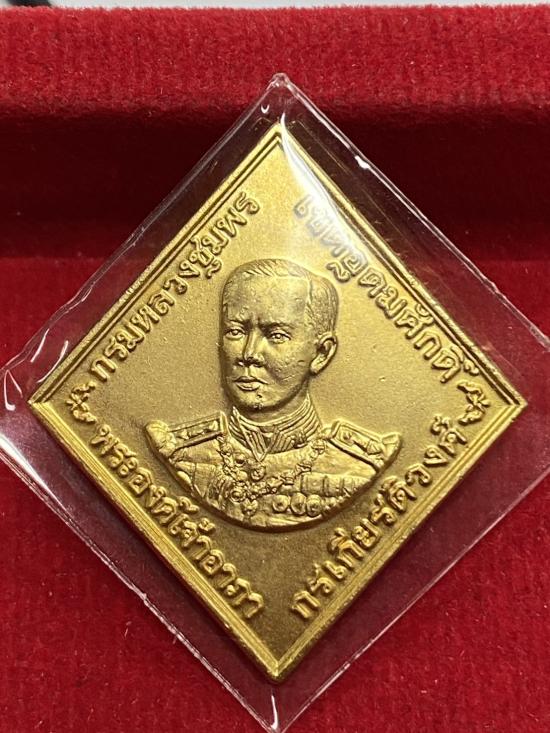 กรมหลวงชุมพร
เขตอุดมศักดิ์
พระองค์เจ้าอาภา
กรเกียรติวงศ์